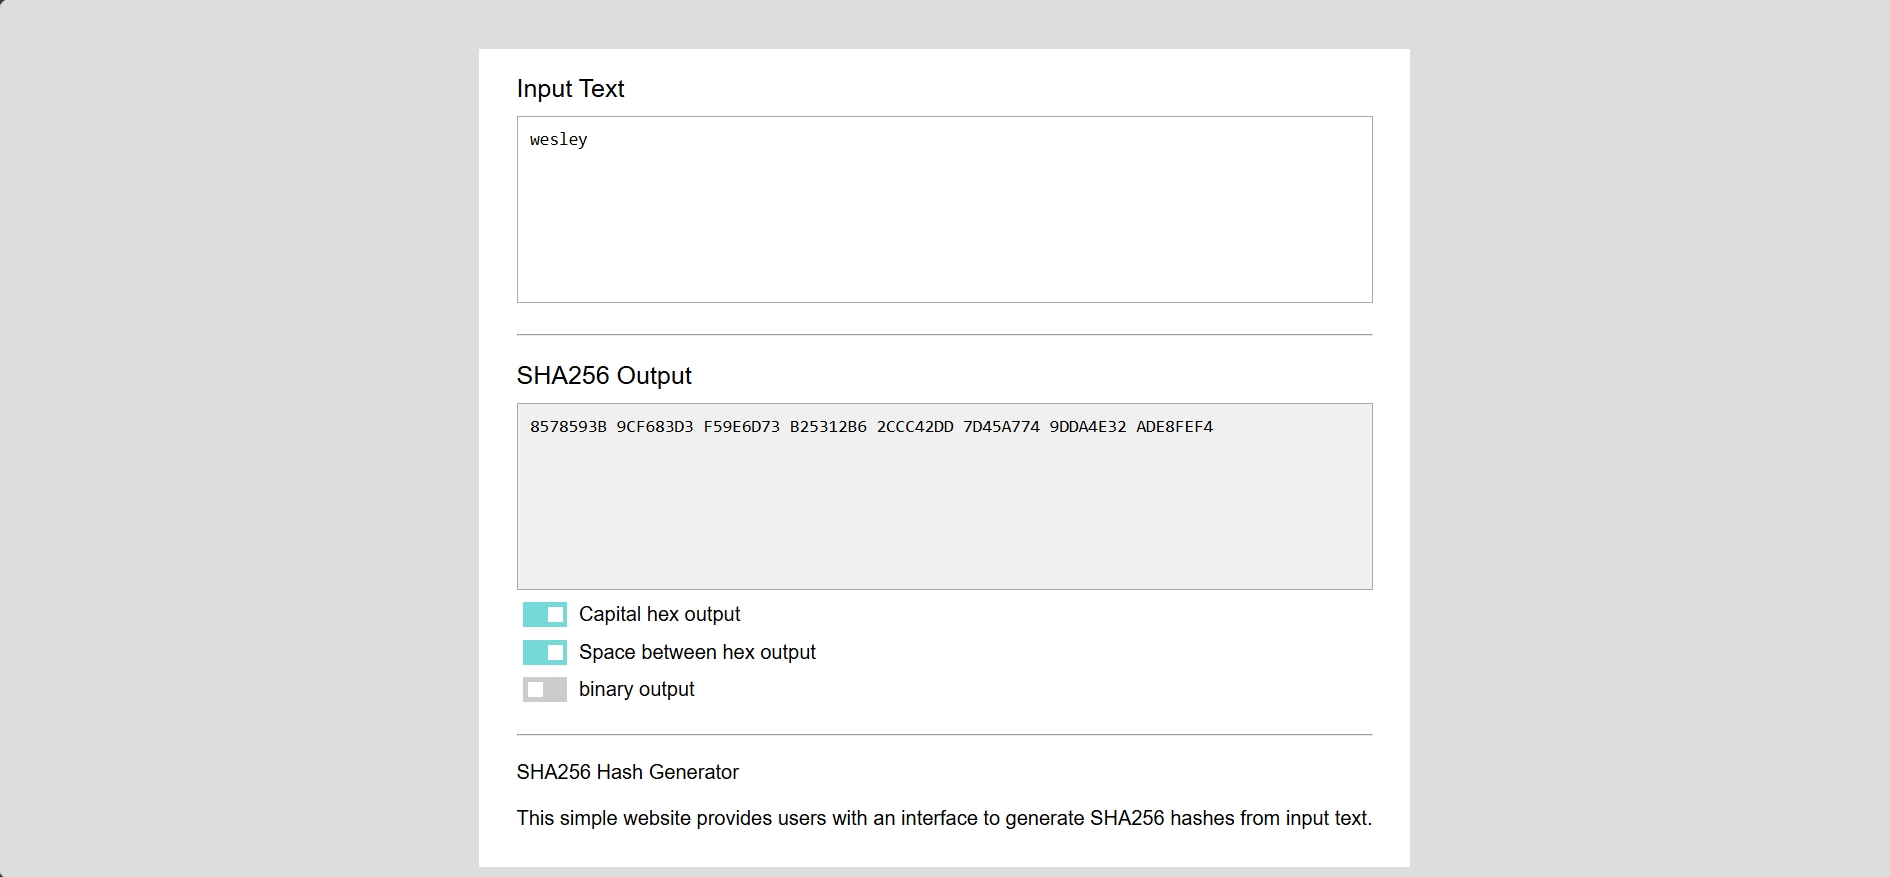 Input Text
wesley
SHA256 Output
8578593B 9CF683D3 F59E6D73 B25312B6 2CCC42DD 7D45A774 9DDA4E32 ADE8FEF4
Capital hex output
Space between hex output
binary output
SHA256 Hash Generator
This simple website provides users with an interface to generate SHA256 hashes from input text.